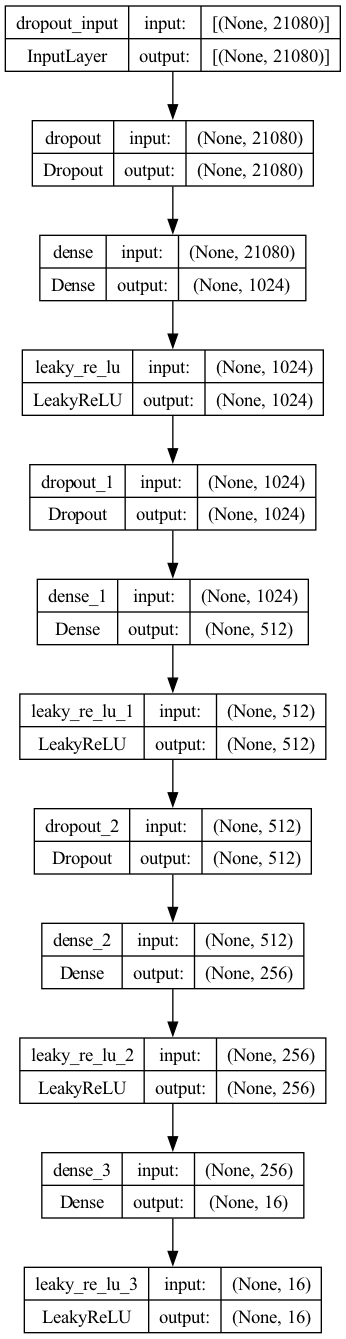 dropout_input input: [(None, 21080)]
InputLayer output: [(None, 21080)]
dropout input: (None, 21080)
Dropout output: (None, 21080)
dense input: (None, 21080)
Dense output: (None, 1024)
leaky_re_lu input: (None, 1024)
LeakyReLU output: (None, 1024)
dropout_1 input: (None, 1024)
Dropout output: (None, 1024)
dense_1 input: (None, 1024)
Dense output: (None, 512)
leaky_re_lu_1 input: (None, 512)
LeakyReLU output: (None, 512)
dropout_2 input: (None, 512)
Dropout output: (None, 512)
dense_2 input: (None, 512)
Dense output: (None, 256)
leaky_re_lu_2 input: (None, 256)
LeakyReLU output: (None, 256)
dense_3 input: (None, 256)
Dense output: (None, 16)
leaky_re_lu_3 input: (None, 16)
LeakyReLU output: (None, 16)